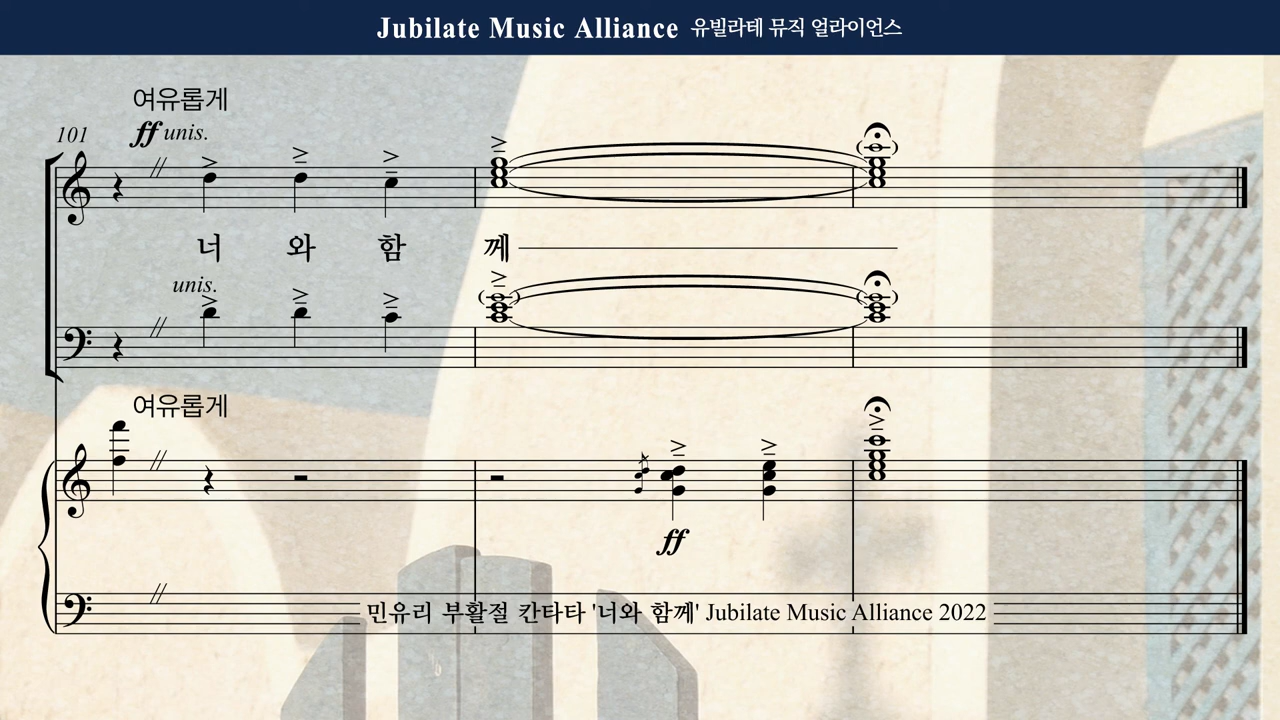 Jubilate Music Alliance 유빌라테 뮤직 얼라이언스
여유롭게
101 ff unis.
너 와 함 께
unis.
여유롭게
ff
민유리 부활절 칸타타 '너와 함께' Jubilate Music Alliance 2022